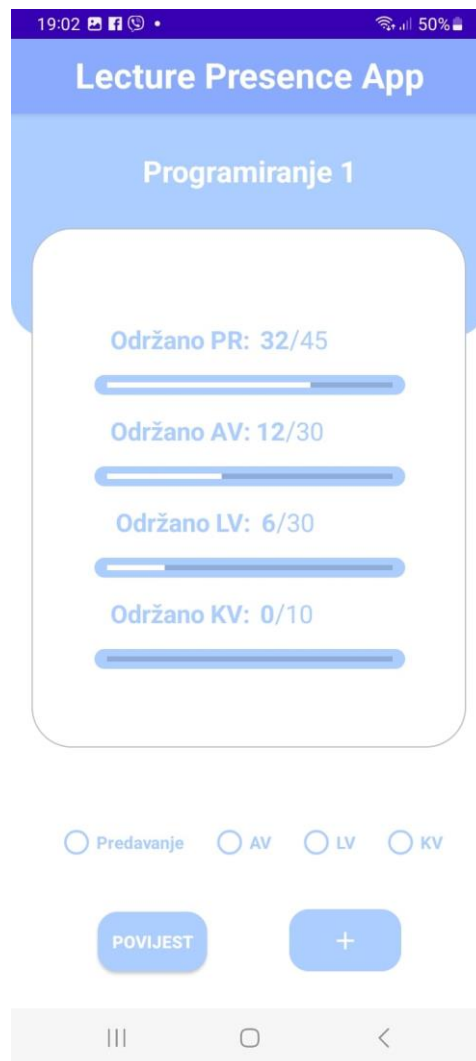 19:02 50%
Lecture Presence App
Programiranje 1
Održano PR: 32/45
Održano AV: 12/30
Održano LV: 6/30
Održano KV: 0/10
Predavanje AV LV KV
POVIJEST +